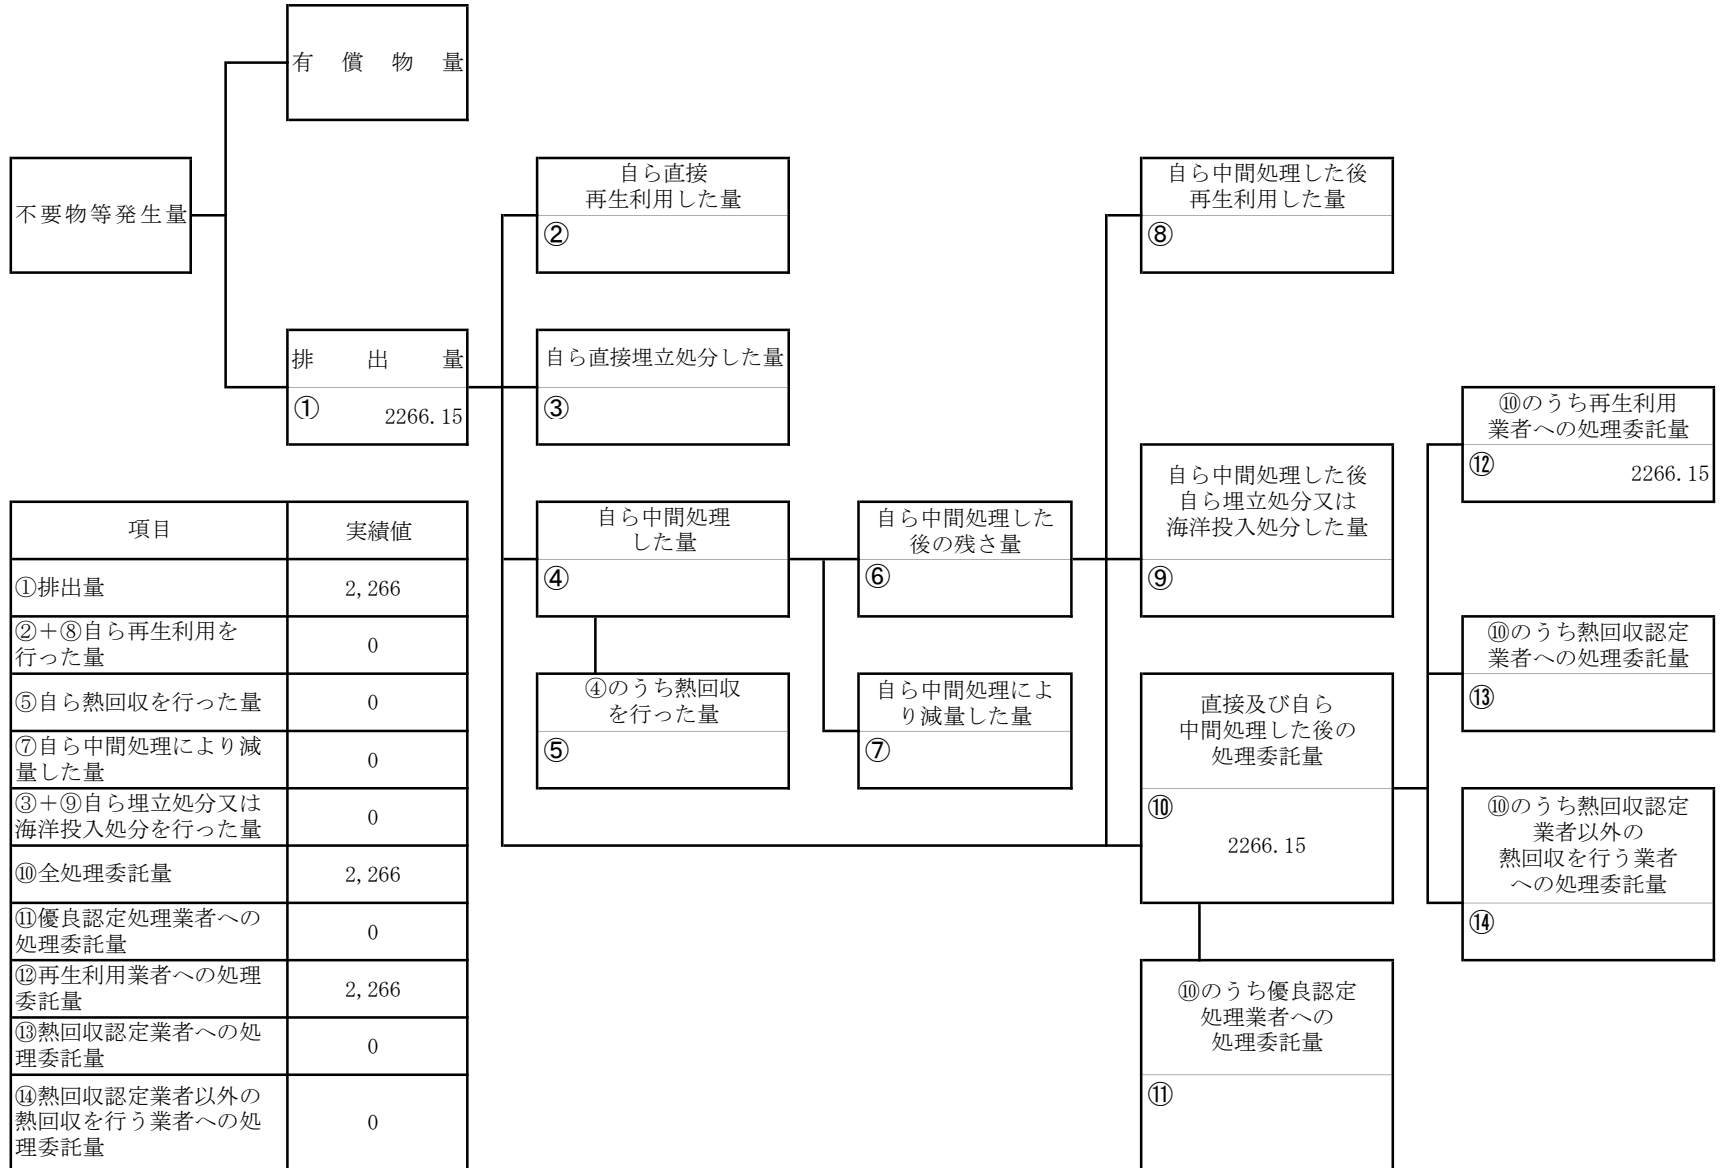 有償物量
不要物等発生量
自ら直接
再生利用した量
②
自ら中間処理した後
再生利用した量
⑧
排出量
①
2266.15
自ら直接埋立処分した量
③
⑩のうち再生利用
業者への処理委託量
⑫
2266.15
自ら中間処理
した量
④
自ら中間処理した
後の残さ量
⑥
自ら中間処理した後
自ら埋立処分又は
海洋投入処分した量
⑨
④のうち熱回収
を行った量
⑤
自ら中間処理によ
り減量した量
⑦
直接及び自ら
中間処理した後の
処理委託量
⑩
2266.15
⑩のうち熱回収認定
業者への処理委託量
⑬
⑩のうち熱回収認定
業者以外の
熱回収を行う業者
への処理委託量
⑭
⑩のうち優良認定
処理業者への
処理委託量
⑪
項目 実績値
①排出量 2,266
②＋⑧自ら再生利用を
行った量 0
⑤自ら熱回収を行った量 0
⑦自ら中間処理により減
量した量 0
③＋⑨自ら埋立処分又は
海洋投入処分を行った量 0
⑩全処理委託量 2,266
⑪優良認定処理業者への
処理委託量 0
⑫再生利用業者への処理
委託量 2,266
⑬熱回収認定業者への処
理委託量 0
⑭熱回収認定業者以外の
熱回収を行う業者への処
理委託量 0